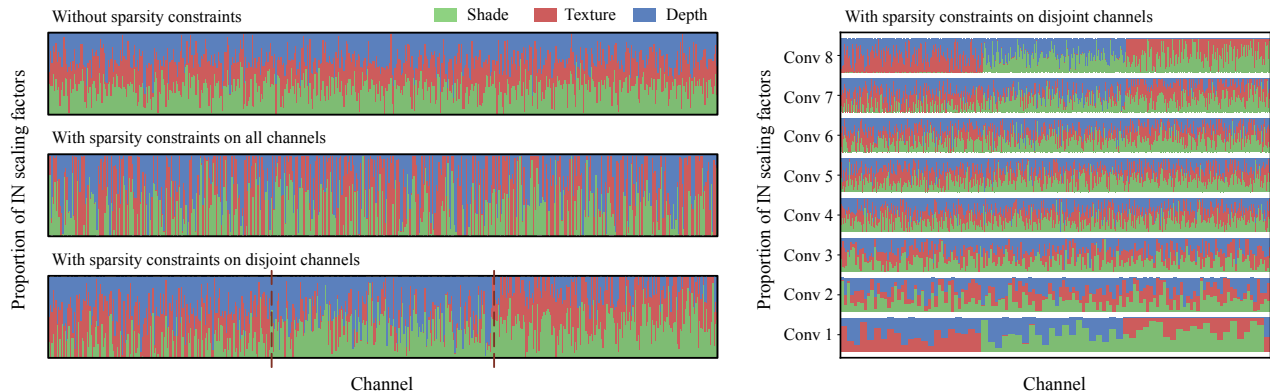 Without sparsity constraints
Shade
Texture
Depth
With sparsity constraints on all channels
With sparsity constraints on disjoint channels
Proportion of IN scaling factors
Channel
With sparsity constraints on disjoint channels
Proportion of IN scaling factors
Conv 8
Conv 7
Conv 6
Conv 5
Conv 4
Conv 3
Conv 2
Conv 1
Channel